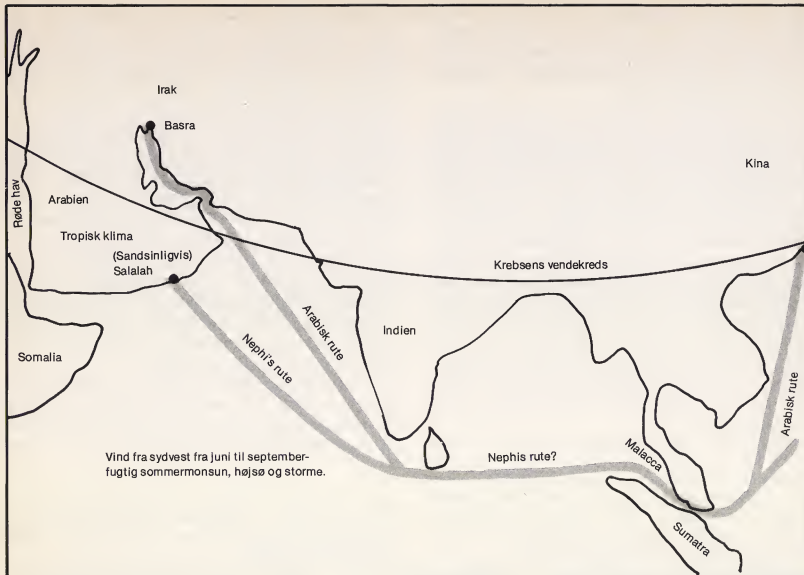 Irak
Basra
Kina
Røde hav
Arabien
Tropisk klima
(Sandsinligvis)
Salalah
Krebsens vendekreds
Arabisk rute
Nephi's rute
Indien
Somalia
Arabisk rute
Vind fra sydvest fra juni til september-
fugtig sommermonsun, højsø og storme.
Nephis rute?
Malacca
Sumatra